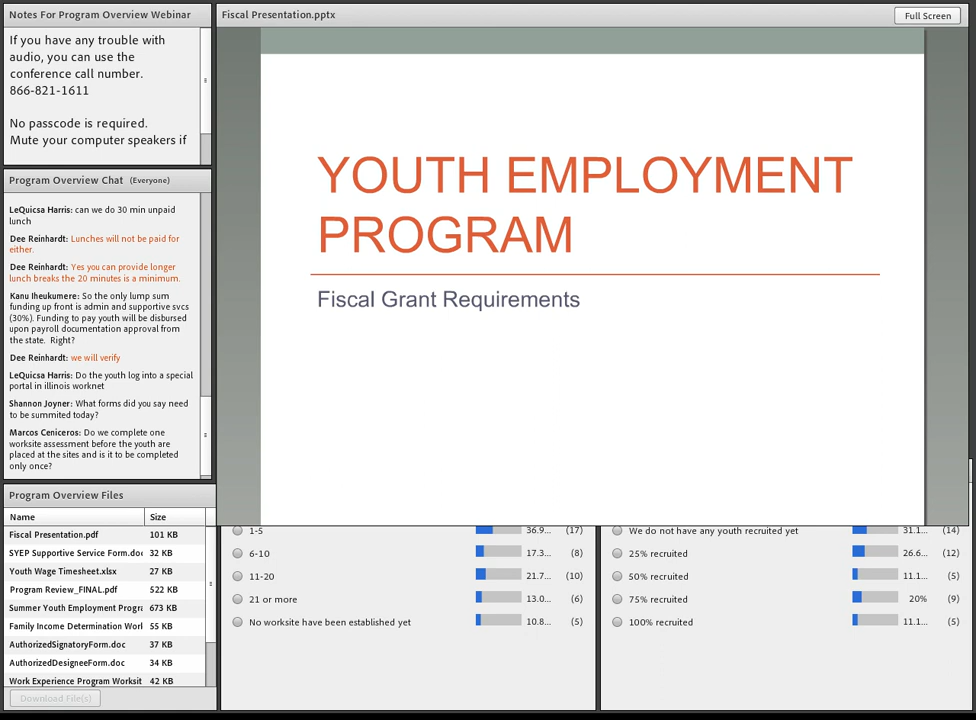 Notes For Program Overview Webinar
If you have any trouble with
audio, you can use the
conference call number.
866-821-1611
No passcode is required.
Mute your computer speakers if
Program Overview Chat (Everyone)
LeQuicsa Harris: can we do 30 min unpaid
lunch
Dee Reinhardt: Lunches will not be paid for
either.
Dee Reinhardt: Yes you can provide longer
lunch breaks the 20 minutes is a minimum.
Kanu Iheukumere: So the only lump sum
funding up front is admin and supportive svcs
(30%). Funding to pay youth will be disbursed
upon payroll documentation approval from
the state. Right?
Dee Reinhardt: we will verify
LeQuicsa Harris: Do the youth log into a special
portal in illinois worknet
Shannon Joyner: What forms did you say need
to be summited today?
Marcos Ceniceros: Do we complete one
worksite assessment before the youth are
placed at the sites and is it to be completed
only once?
Program Overview Files
Name Size
Fiscal Presentation.pdf 101 KB
SYEP Supportive Service Form.doc 32 KB
Youth Wage Timesheet.xlsx 27 KB
Program Review_FINAL.pdf 522 KB
Summer Youth Employment Progra 673 KB
Family Income Determination Worl 55 KB
AuthorizedSignatoryForm.doc 37 KB
AuthorizedDesigneeForm.doc 34 KB
Work Experience Program Worksit 42 KB
Download File(s)
Fiscal Presentation.pptx
Full Screen
YOUTH EMPLOYMENT
PROGRAM
Fiscal Grant Requirements
1-5 36.9... (17)
6-10 17.3... (8)
11-20 21.7... (10)
21 or more 13.0... (6)
No worksite have been established yet 10.8... (5)
We do not have any youth recruited yet 31.1... (14)
25% recruited 26.6... (12)
50% recruited 11.1... (5)
75% recruited 20% (9)
100% recruited 11.1... (5)